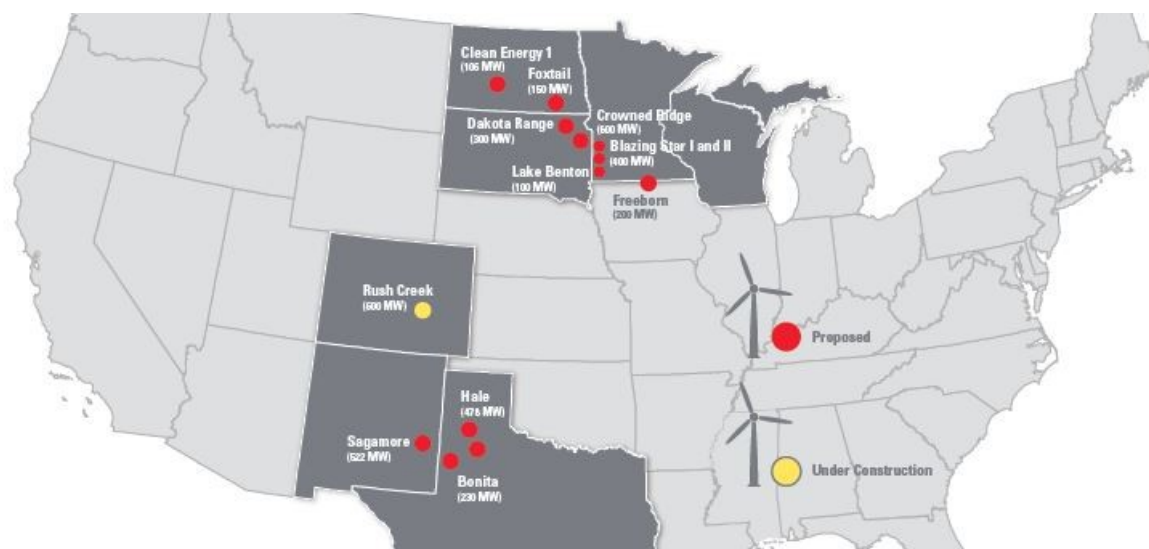 Clean Energy 1
(106 MW)
Foxtail
(150 MW)
Dakota Range
(300 MW)
Crowned Ridge
(600 MW)
Blazing Star I and II
(400 MW)
Lake Benton
(100 MW)
Freeborn
(200 MW)
Rush Creek
(600 MW)
Proposed
Hale
(478 MW)
Sagamore
(522 MW)
Bonita
(230 MW)
Under Construction